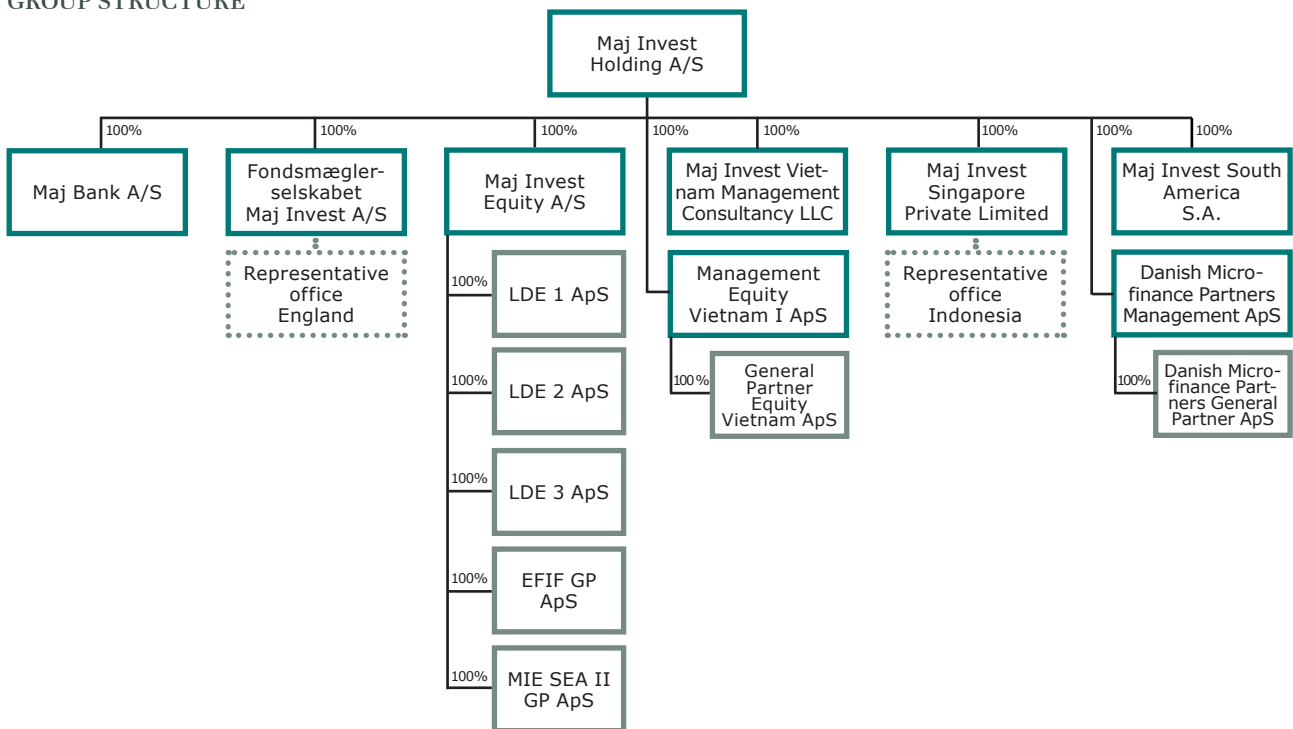 GROUP STRUCTURE
Maj Invest
Holding A/S
100%
100%
100%
100%
100%
100%
100%
100%
Maj Bank A/S
Fondsmægler-
selskabet
Maj Invest A/S
Maj Invest
Equity A/S
Maj Invest Viet-
nam Management
Consultancy LLC
Maj Invest
Singapore
Private Limited
Maj Invest South
America
S.A.
Representative
office
England
100%
LDE 1 ApS
Management
Equity
Vietnam I ApS
Representative
office
Indonesia
Danish Micro-
finance Partners
Management ApS
100%
LDE 2 ApS
100%
General
Partner
Equity
Vietnam ApS
100%
Danish Micro-
finance Part-
ners General
Partner ApS
100%
LDE 3 ApS
100%
EFIF GP
ApS
100%
MIE SEA II
GP ApS